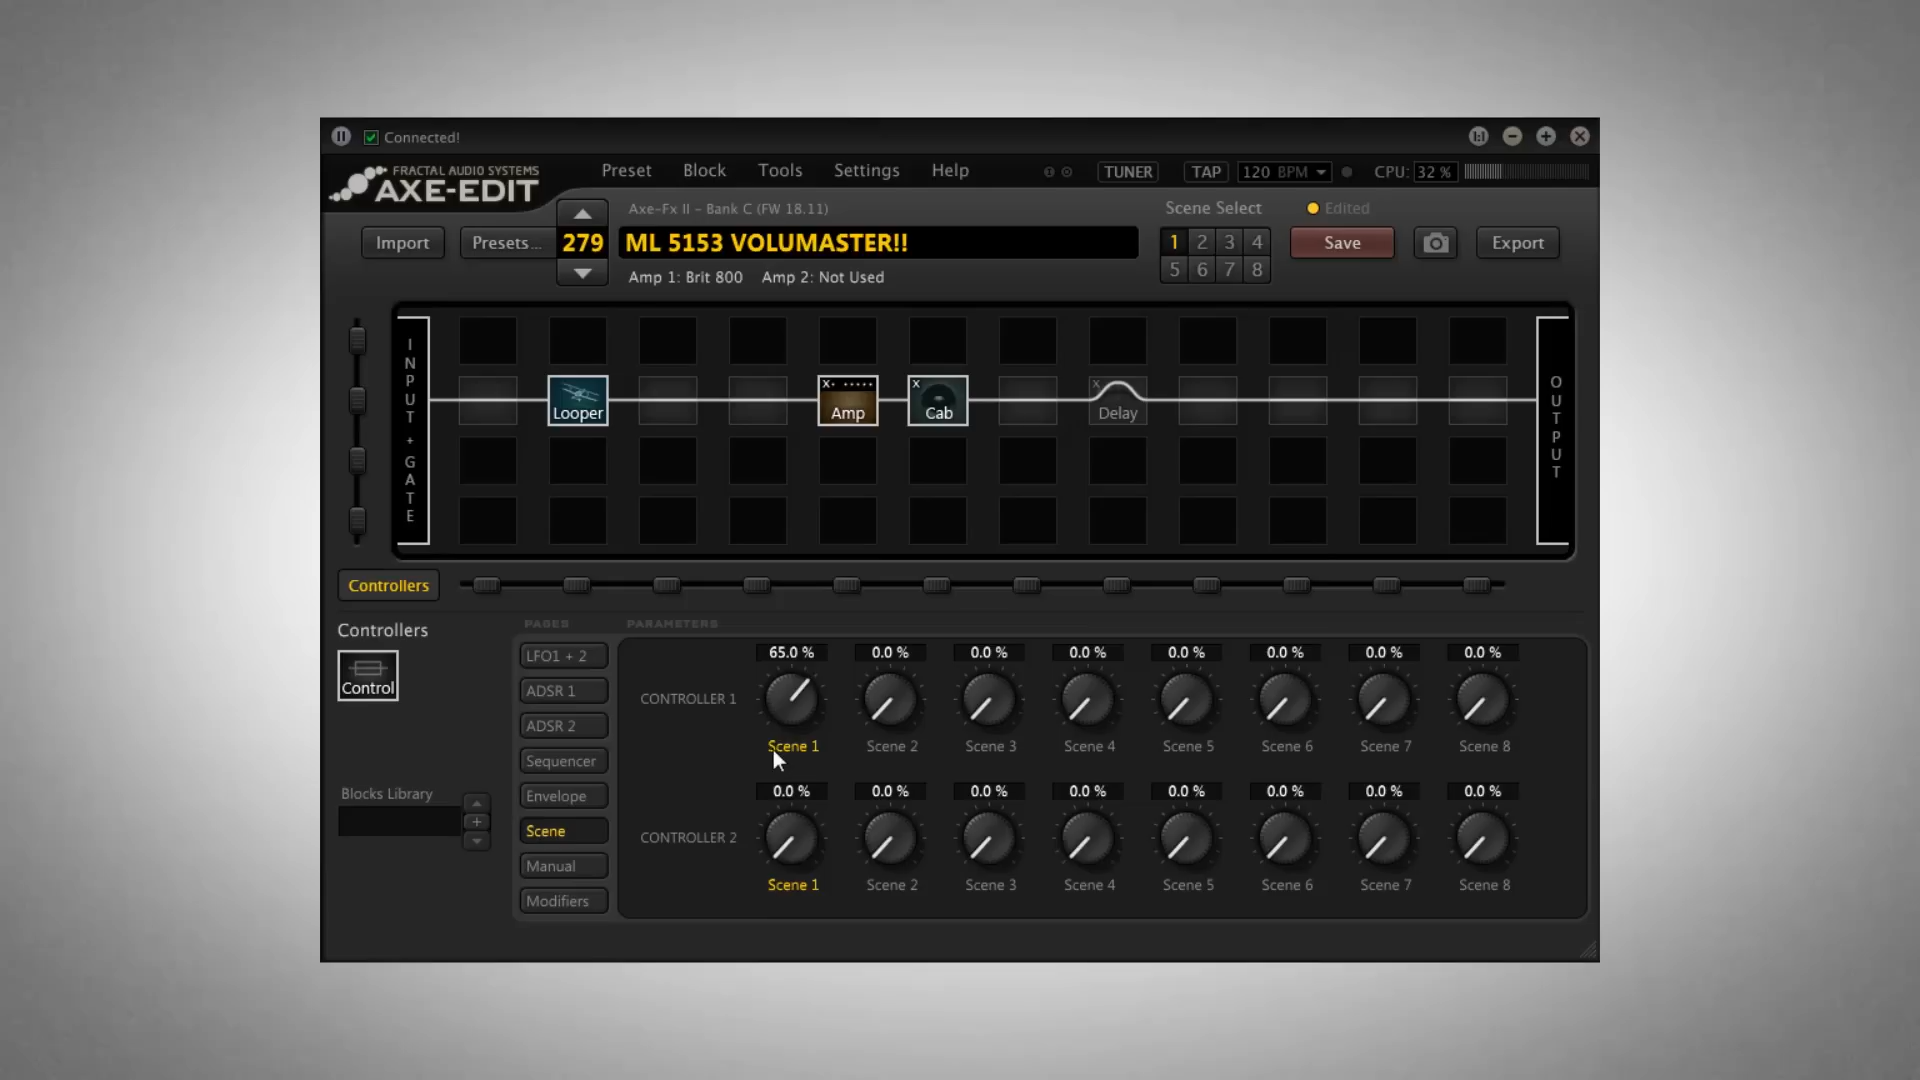 Connected!
FRACTAL AUDIO SYSTEMS
AXE-EDIT
Preset Block Tools Settings Help TUNER TAP 120 BPM CPU: 32 %
Axe-Fx II – Bank C (FW 18.11) Scene Select Edited
Import Presets... 279 ML 5153 VOLUMASTER!! 1 2 3 4 Save Export
Amp 1: Brit 800 Amp 2: Not Used 5 6 7 8
INPUT + GATE
Looper X Amp X Cab X Delay
OUTPUT
Controllers
Controllers
Control
Blocks Library
PAGES
LFO1 + 2
ADSR 1
ADSR 2
Sequencer
Envelope
Scene
Manual
Modifiers
PARAMETERS
65.0 % 0.0 % 0.0 % 0.0 % 0.0 % 0.0 % 0.0 % 0.0 %
CONTROLLER 1
Scene 1 Scene 2 Scene 3 Scene 4 Scene 5 Scene 6 Scene 7 Scene 8
0.0 % 0.0 % 0.0 % 0.0 % 0.0 % 0.0 % 0.0 % 0.0 %
CONTROLLER 2
Scene 1 Scene 2 Scene 3 Scene 4 Scene 5 Scene 6 Scene 7 Scene 8